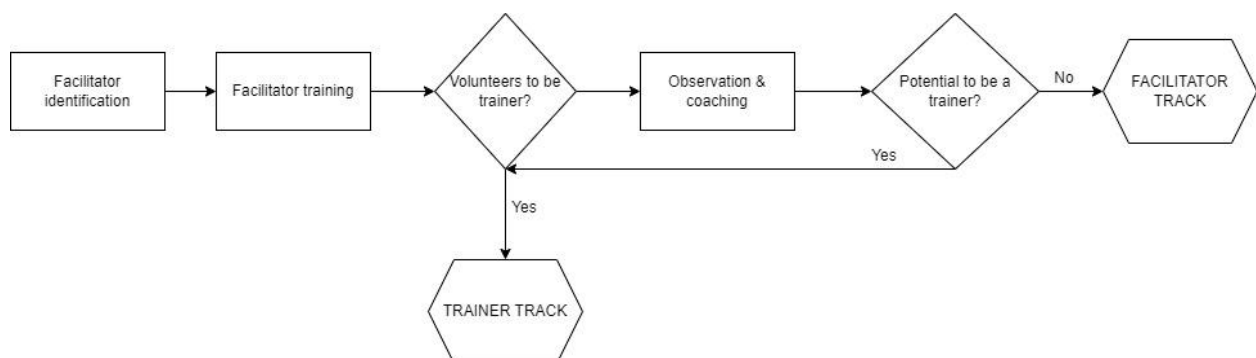 Facilitator
identification
Facilitator training
Volunteers to be
trainer?
Observation &
coaching
Potential to be a
trainer?
No
FACILITATOR
TRACK
Yes
Yes
TRAINER TRACK